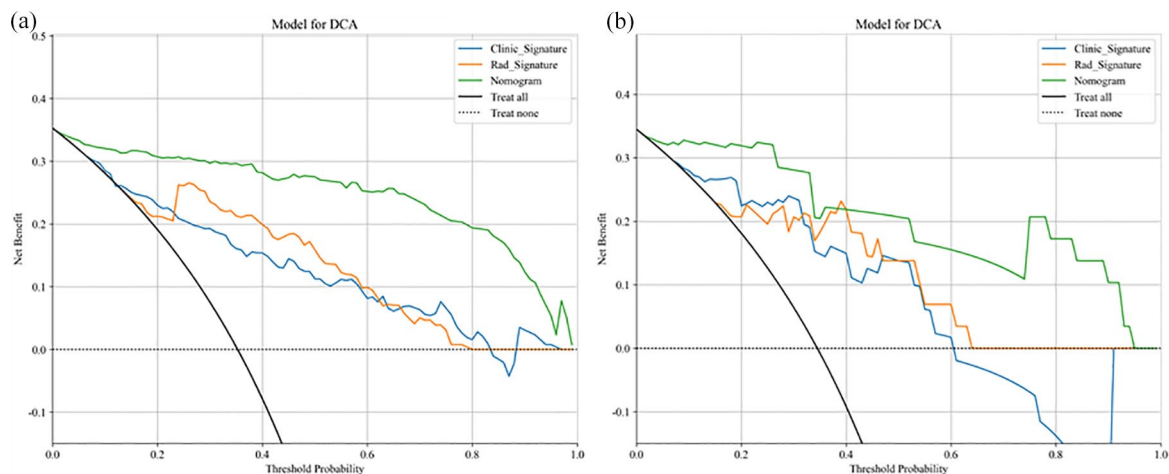 (a)
Model for DCA
0.5
0.4
0.3
0.2
0.1
0.0
-0.1
Net Benefit
Clinic_Signature
Rad_Signature
Nomogram
Treat all
Treat none
0.0 0.2 0.4 0.6 0.8 1.0
Threshold Probability
(b)
Model for DCA
0.4
0.3
0.2
0.1
0.0
-0.1
Net Benefit
Clinic_Signature
Rad_Signature
Nomogram
Treat all
Treat none
0.0 0.2 0.4 0.6 0.8 1.0
Threshold Probability